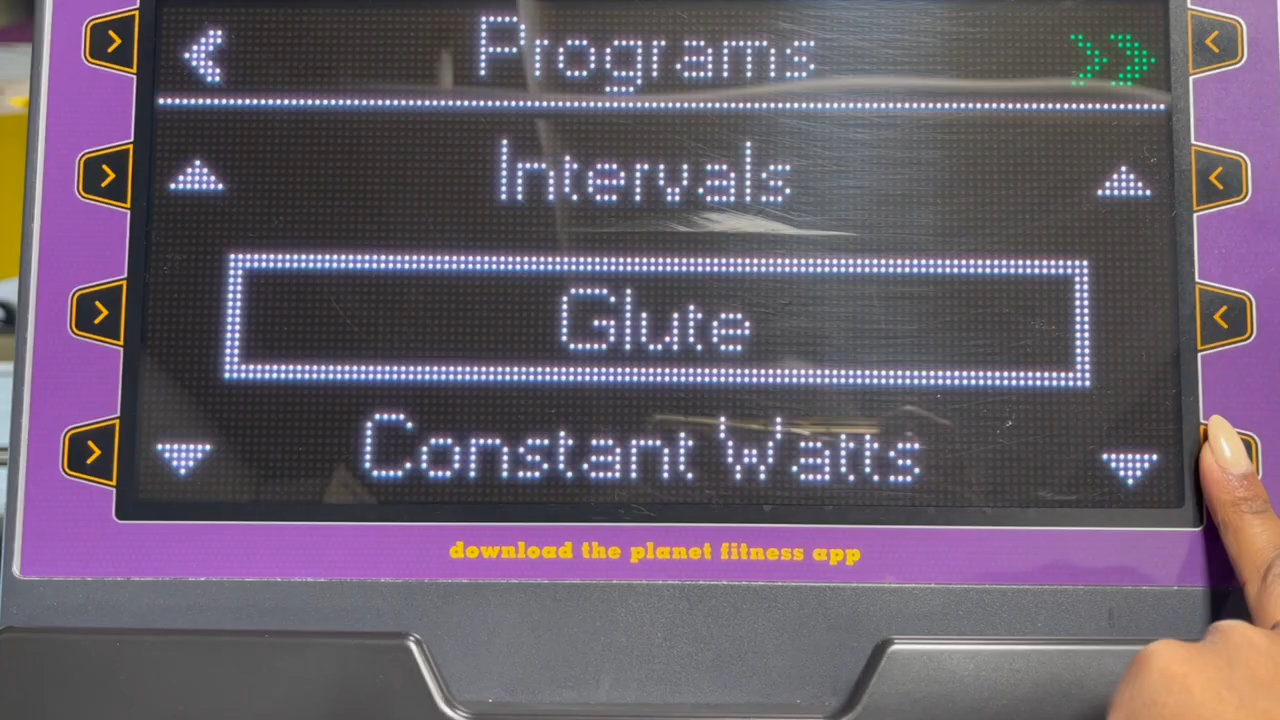 Programs
Intervals
Glute
Constant Watts
download the planet fitness app